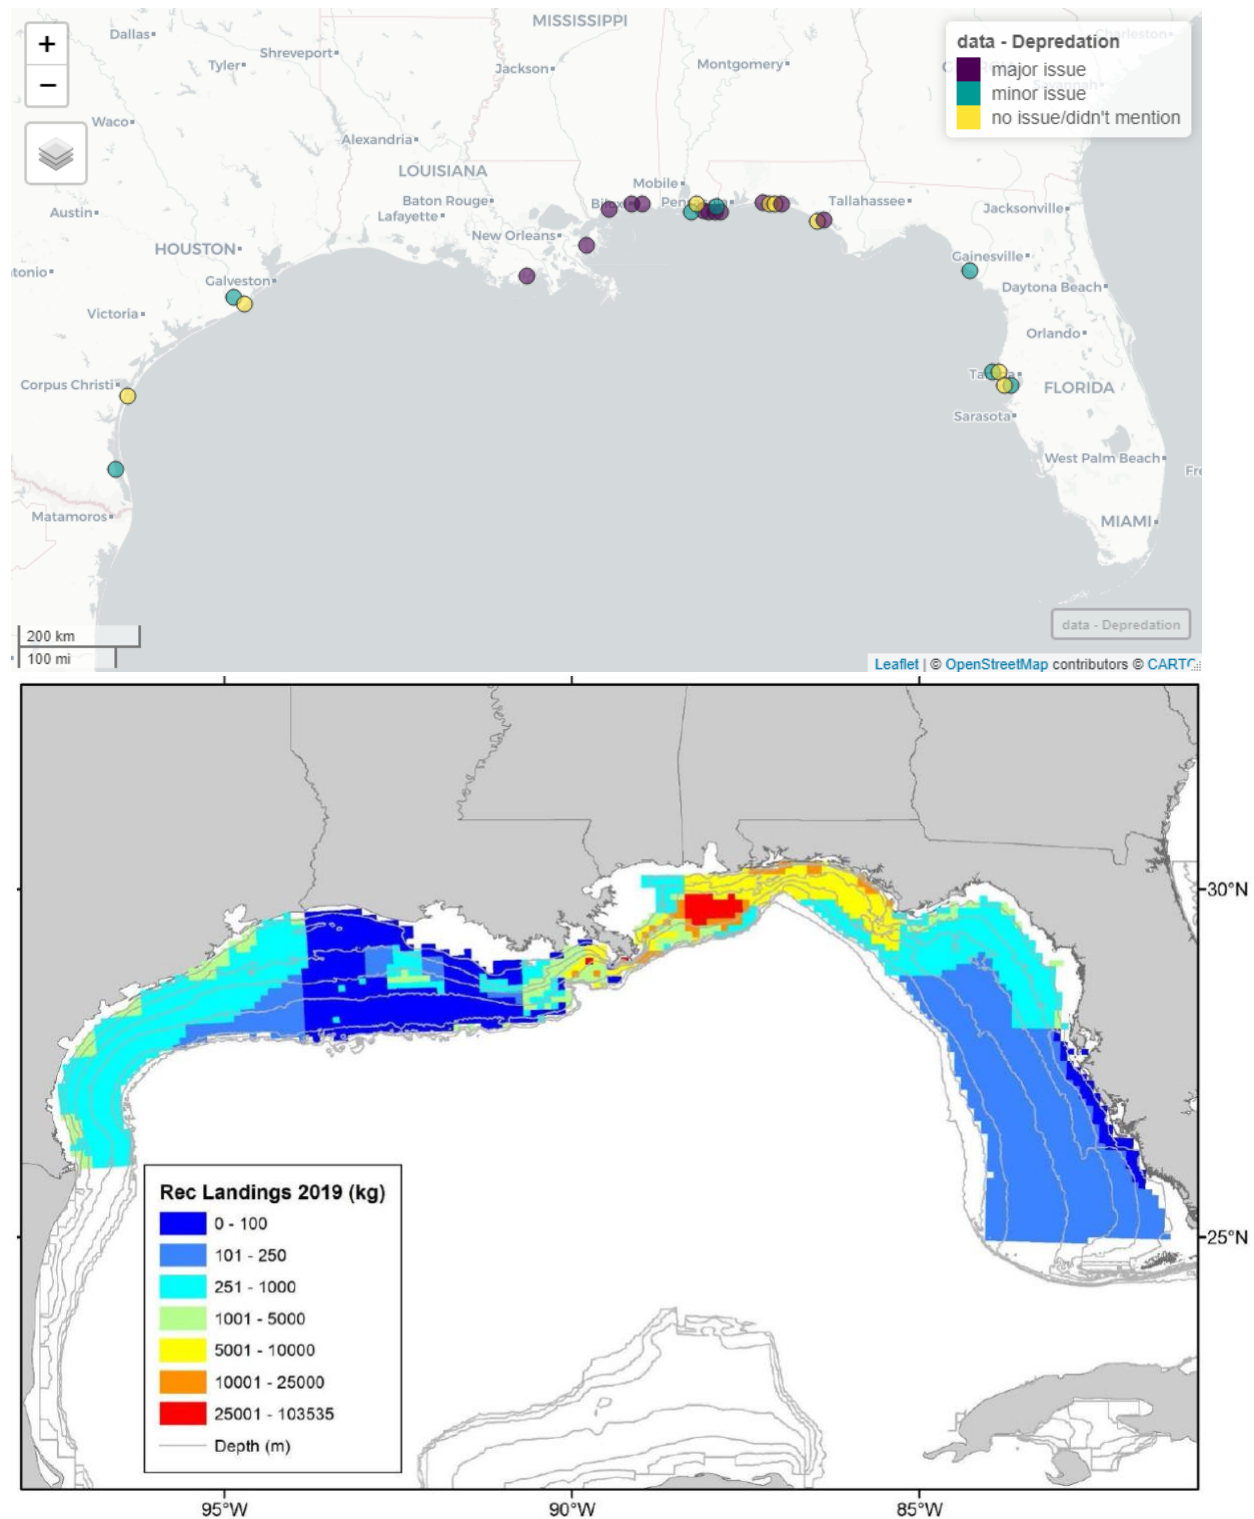 MISSISSIPPI
Dallas
Shreveport
Tyler
Jackson
Montgomery
Charleston
Savannah
+
−
data - Depredation
major issue
minor issue
no issue/didn't mention
Waco
Alexandria
LOUISIANA
Mobile
Baton Rouge
Lafayette
Tallahassee
Jacksonville
Austin
New Orleans
HOUSTON
Gainesville
tonio
Galveston
Daytona Beach
Victoria
Orlando
Corpus Christi
FLORIDA
Sarasota
West Palm Beach
Fre
Matamoros
MIAMI
200 km
100 mi
data - Depredation
Leaflet | © OpenStreetMap contributors © CARTO
30°N
25°N
Rec Landings 2019 (kg)
0 - 100
101 - 250
251 - 1000
1001 - 5000
5001 - 10000
10001 - 25000
25001 - 103535
Depth (m)
95°W
90°W
85°W